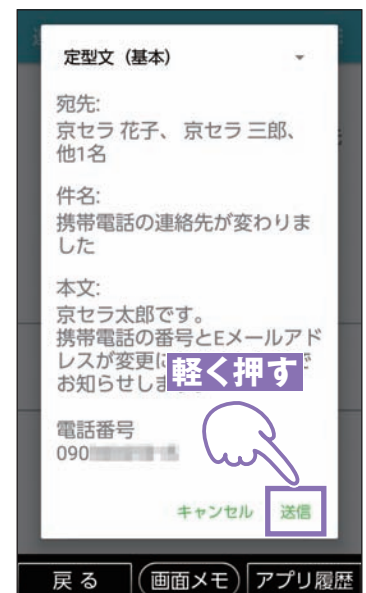 定型文（基本）
宛先:
京セラ 花子、 京セラ 三郎、
他1名
件名:
携帯電話の連絡先が変わりま
した
本文:
京セラ太郎です。
携帯電話の番号とEメールアド
レスが変更に
お知らせしま
軽く押す
電話番号
090
キャンセル 送信
戻る 画面メモ アプリ履歴